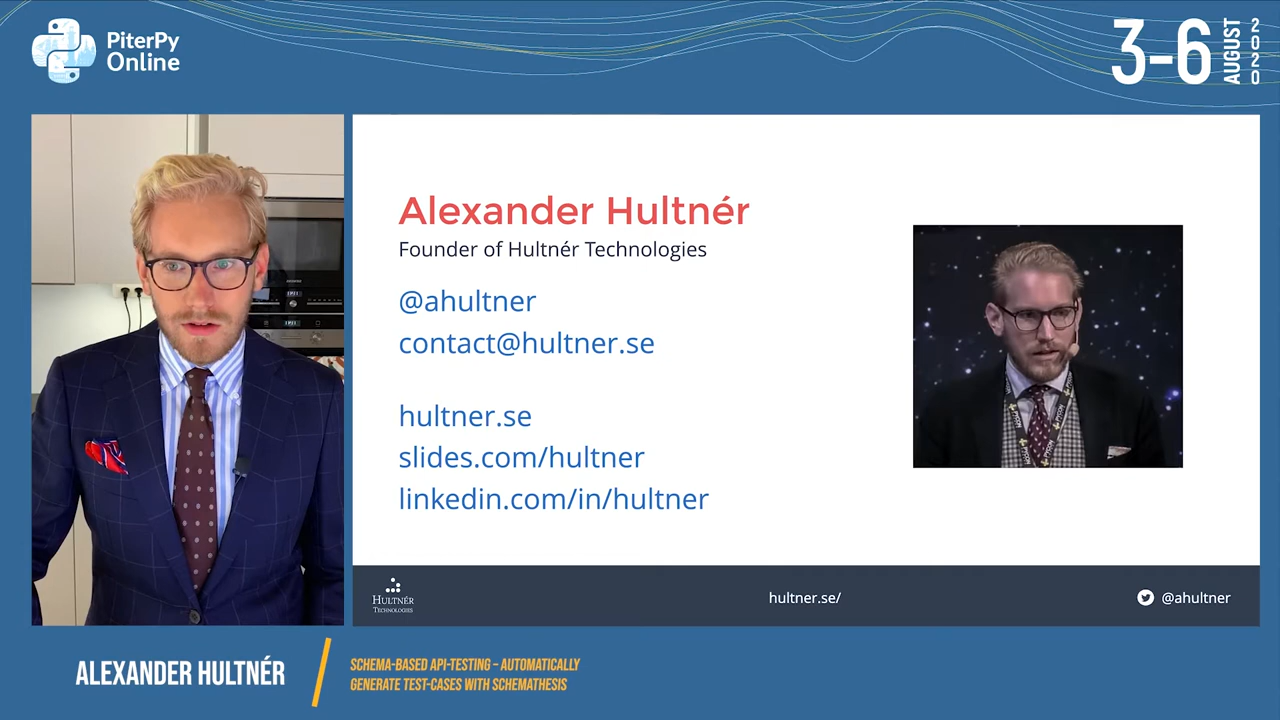 PiterPy
Online
3-6
AUGUST
2020
Alexander Hultnér
Founder of Hultnér Technologies
@ahultner
contact@hultner.se
hultner.se
slides.com/hultner
linkedin.com/in/hultner
HULTNÉR
TECHNOLOGIES
hultner.se/
@ahultner
ALEXANDER HULTNÉR
SCHEMA-BASED API-TESTING – AUTOMATICALLY
GENERATE TEST-CASES WITH SCHEMATHESIS